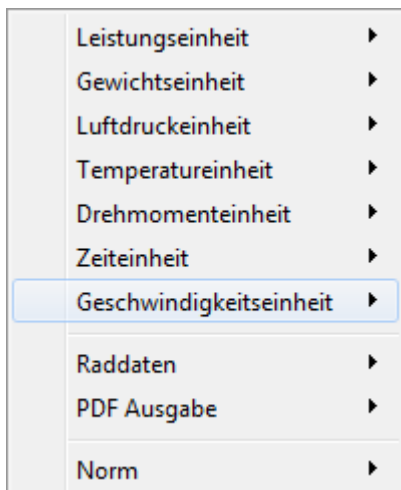 Leistungseinheit
Gewichtseinheit
Luftdruckeinheit
Temperatureinheit
Drehmomenteinheit
Zeiteinheit
Geschwindigkeitseinheit
Raddaten
PDF Ausgabe
Norm